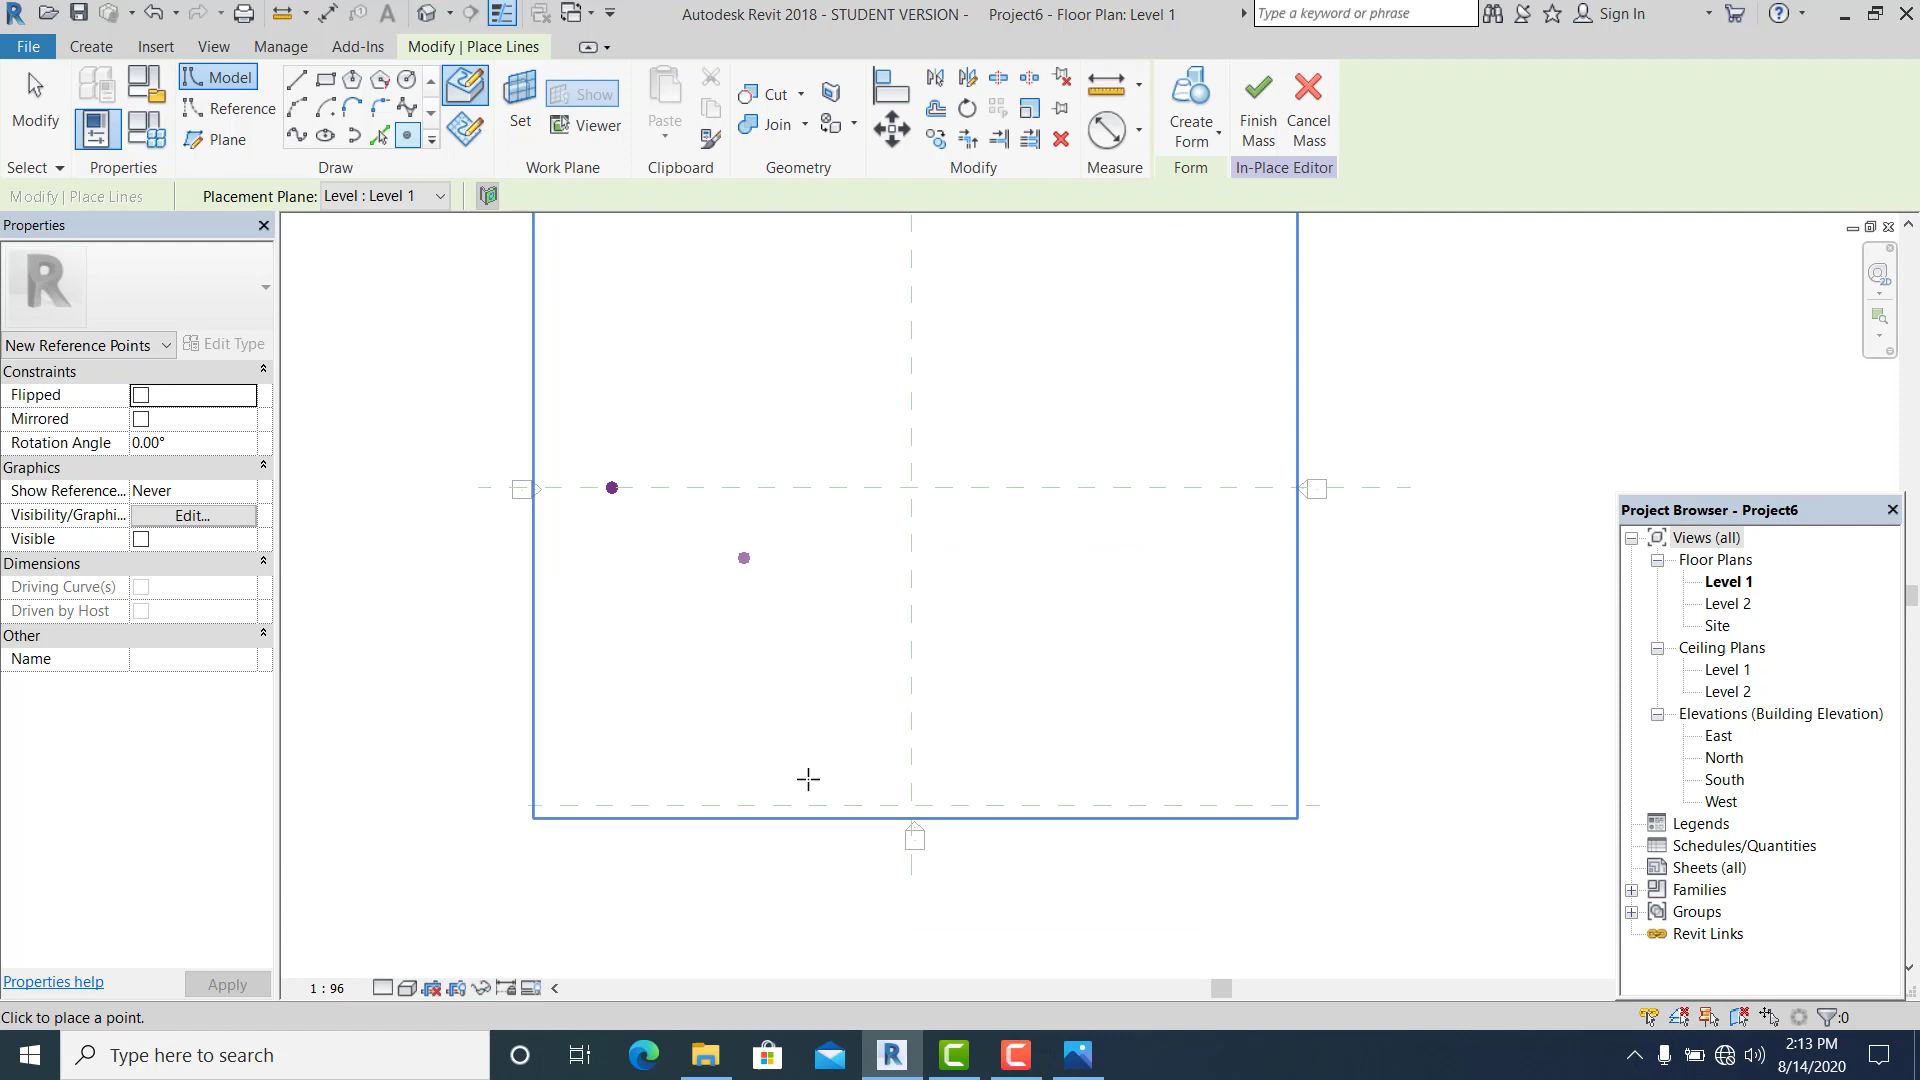 Autodesk Revit 2018 - STUDENT VERSION - Project6 - Floor Plan: Level 1
Type a keyword or phrase
Sign In
File Create Insert View Manage Add-Ins Modify | Place Lines
Modify
Model
Reference
Plane
Set
Show
Viewer
Paste
Cut
Join
Create
Form
Finish
Mass
Cancel
Mass
Select Properties Draw Work Plane Clipboard Geometry Modify Measure Form In-Place Editor
Modify | Place Lines Placement Plane: Level : Level 1
Properties
R
New Reference Points Edit Type
Constraints
Flipped
Mirrored
Rotation Angle 0.00°
Graphics
Show Reference... Never
Visibility/Graphi... Edit...
Visible
Dimensions
Driving Curve(s)
Driven by Host
Other
Name
Properties help Apply
2D
Project Browser - Project6
Views (all)
Floor Plans
Level 1
Level 2
Site
Ceiling Plans
Level 1
Level 2
Elevations (Building Elevation)
East
North
South
West
Legends
Schedules/Quantities
Sheets (all)
Families
Groups
Revit Links
1 : 96
Click to place a point.
:0
Type here to search
2:13 PM
8/14/2020